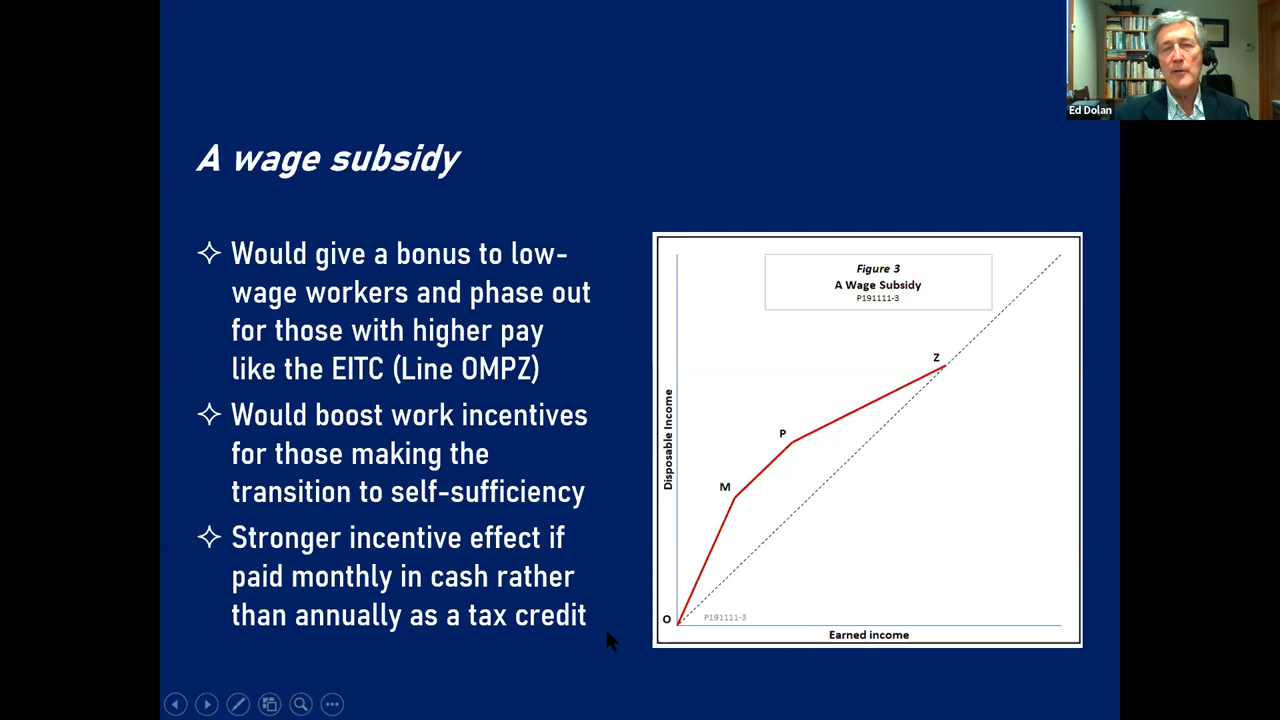 Ed Dolan
A wage subsidy
Would give a bonus to low-
wage workers and phase out
for those with higher pay
like the EITC (Line OMPZ)
Would boost work incentives
for those making the
transition to self-sufficiency
Stronger incentive effect if
paid monthly in cash rather
than annually as a tax credit
Figure 3
A Wage Subsidy
P191111-3
Z
P
M
O
Disposable Income
P191111-3
Earned income